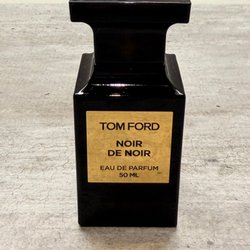 TOM FORD
NOIR
DE NOIR
EAU DE PARFUM
50 ML